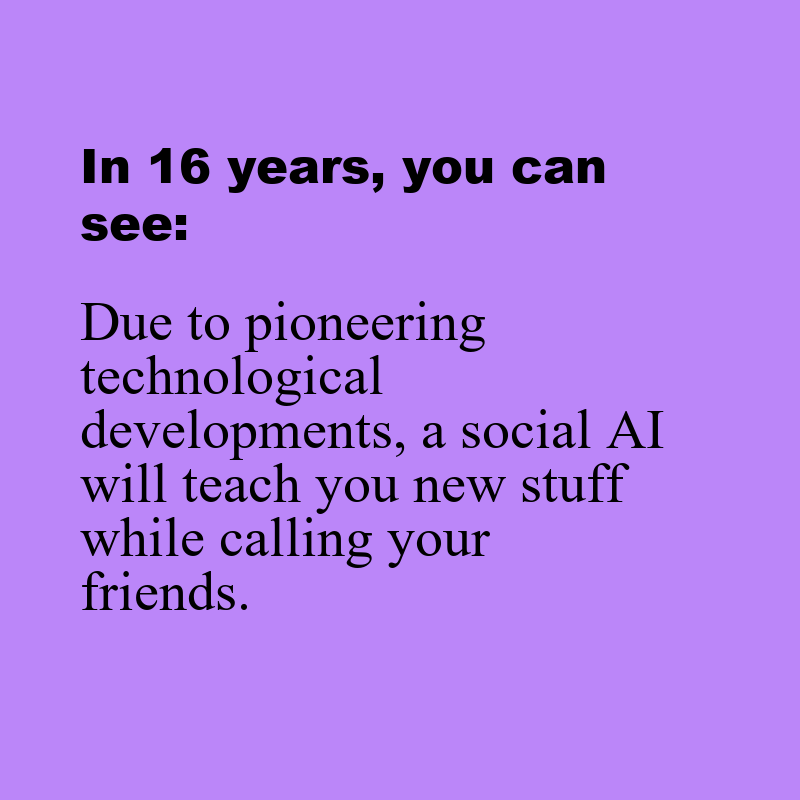 In 16 years, you can
see:
Due to pioneering
technological
developments, a social AI
will teach you new stuff
while calling your
friends.